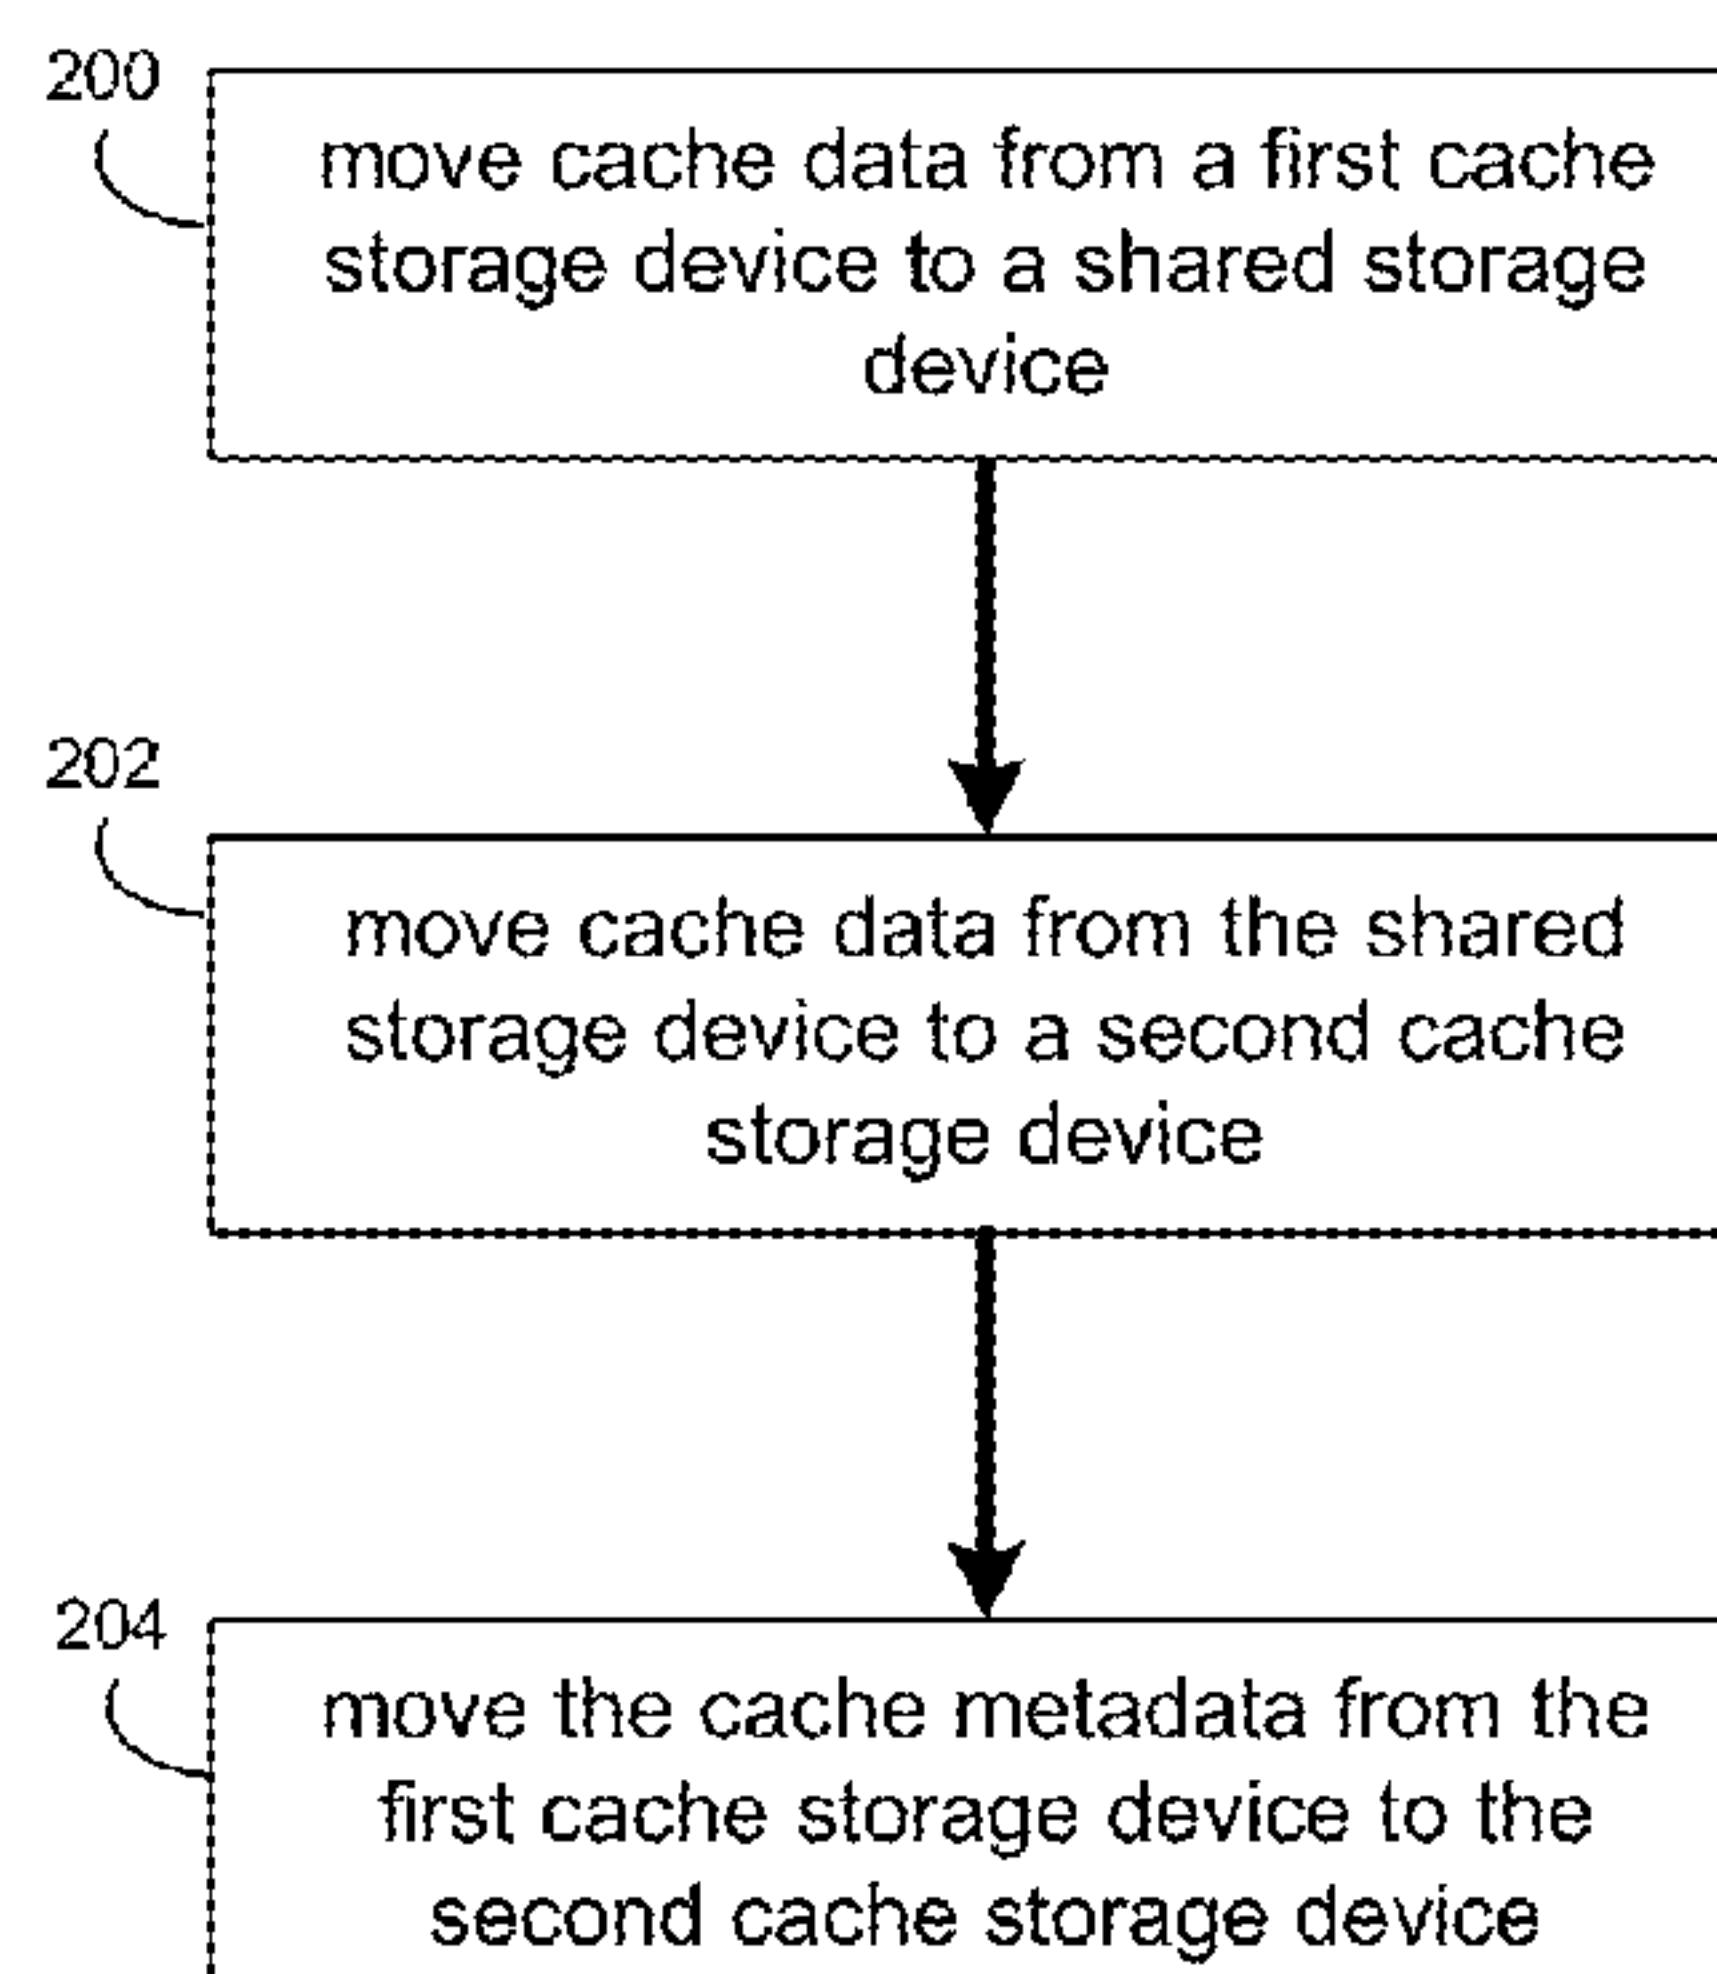 200
move cache data from a first cache
storage device to a shared storage
device
202
move cache data from the shared
storage device to a second cache
storage device
204
move the cache metadata from the
first cache storage device to the
second cache storage device